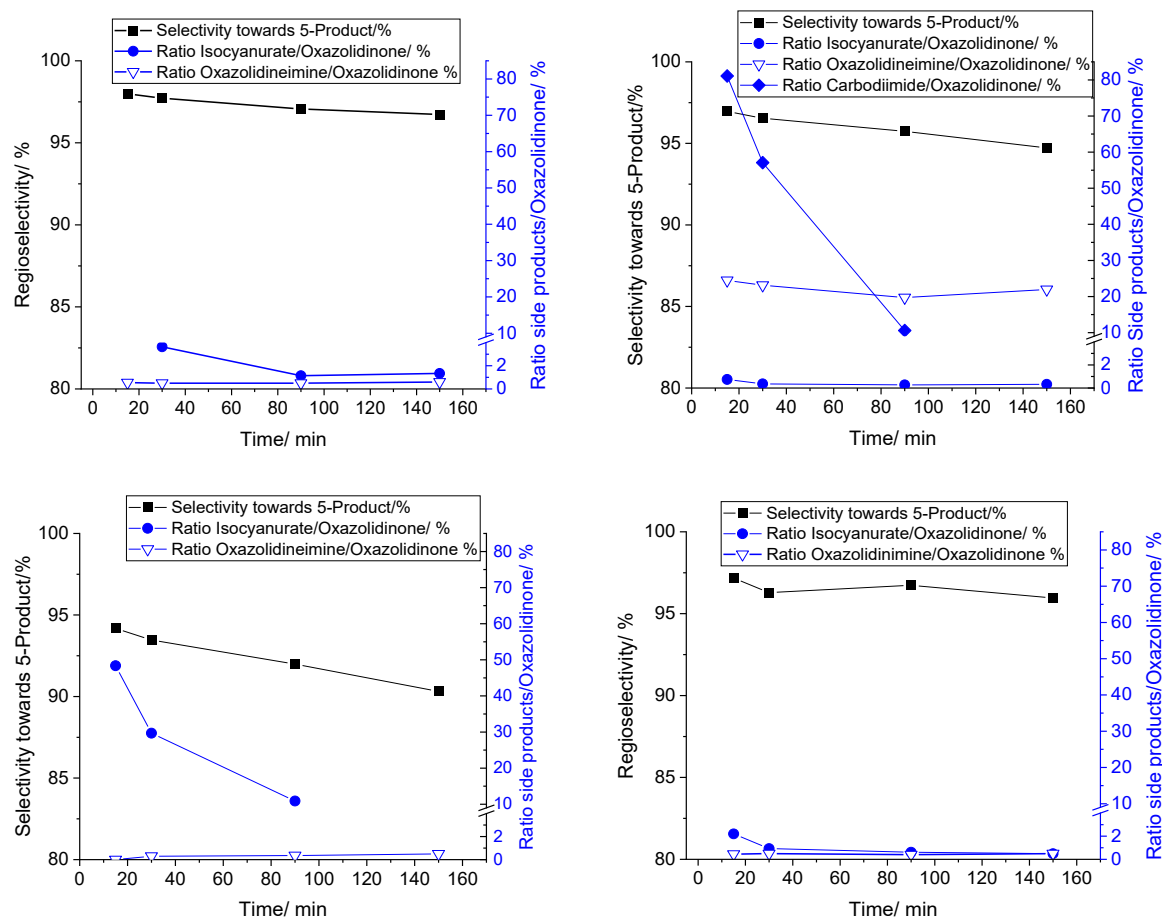 Selectivity towards 5-Product/%
Ratio Isocyanurate/Oxazolidinone/ %
Ratio Oxazolidineimine/Oxazolidinone %
100
95
90
85
80
Regioselectivity/ %
80
70
60
50
40
30
20
10
2
0
Ratio side products/Oxazolidinone/ %
0 20 40 60 80 100 120 140 160
Time/ min
Selectivity towards 5-Product/%
Ratio Isocyanurate/Oxazolidinone/ %
Ratio Oxazolidineimine/Oxazolidinone/ %
Ratio Carbodiimide/Oxazolidinone/ %
100
95
90
85
80
Selectivity towards 5-Product/%
80
70
60
50
40
30
20
10
2
0
Ratio Side products/Oxazolidinone/ %
0 20 40 60 80 100 120 140 160
Time/ min
Selectivity towards 5-Product/%
Ratio Isocyanurate/Oxazolidinone/ %
Ratio Oxazolidineimine/Oxazolidinone %
100
95
90
85
80
Selectivity towards 5-Product/%
80
70
60
50
40
30
20
10
2
0
Ratio side products/Oxazolidinone/ %
0 20 40 60 80 100 120 140 160
Time/ min
Selectivity towards 5-Product/%
Ratio Isocyanurate/Oxazolidinone/ %
Ratio Oxazolidinimine/Oxazolidinone %
100
95
90
85
80
Regioselectivity/ %
80
70
60
50
40
30
20
10
2
0
Ratio side products/Oxazolidinone/ %
0 20 40 60 80 100 120 140 160
Time/ min